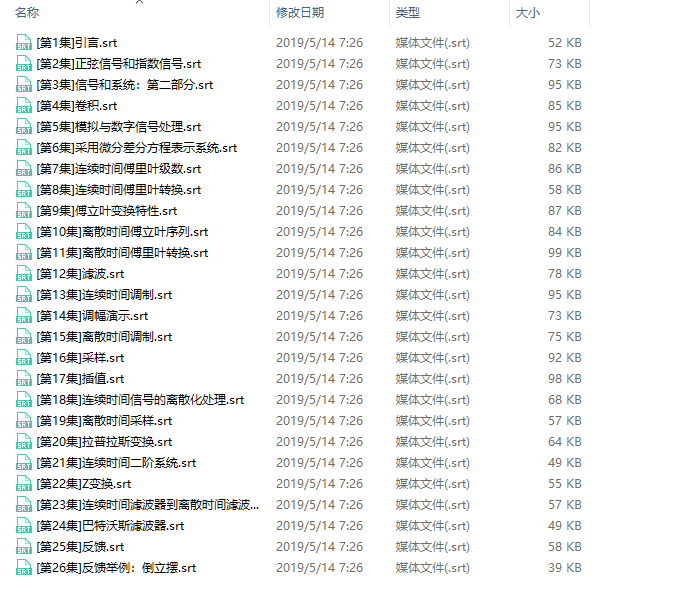 名称 修改日期 类型 大小
[第1集]引言.srt 2019/5/14 7:26 媒体文件(.srt) 52 KB
[第2集]正弦信号和指数信号.srt 2019/5/14 7:26 媒体文件(.srt) 73 KB
[第3集]信号和系统：第二部分.srt 2019/5/14 7:26 媒体文件(.srt) 95 KB
[第4集]卷积.srt 2019/5/14 7:26 媒体文件(.srt) 85 KB
[第5集]模拟与数字信号处理.srt 2019/5/14 7:26 媒体文件(.srt) 95 KB
[第6集]采用微分差分方程表示系统.srt 2019/5/14 7:26 媒体文件(.srt) 82 KB
[第7集]连续时间傅里叶级数.srt 2019/5/14 7:26 媒体文件(.srt) 86 KB
[第8集]连续时间傅里叶转换.srt 2019/5/14 7:26 媒体文件(.srt) 58 KB
[第9集]傅立叶变换特性.srt 2019/5/14 7:26 媒体文件(.srt) 87 KB
[第10集]离散时间傅立叶序列.srt 2019/5/14 7:26 媒体文件(.srt) 84 KB
[第11集]离散时间傅里叶转换.srt 2019/5/14 7:26 媒体文件(.srt) 99 KB
[第12集]滤波.srt 2019/5/14 7:26 媒体文件(.srt) 78 KB
[第13集]连续时间调制.srt 2019/5/14 7:26 媒体文件(.srt) 95 KB
[第14集]调幅演示.srt 2019/5/14 7:26 媒体文件(.srt) 73 KB
[第15集]离散时间调制.srt 2019/5/14 7:26 媒体文件(.srt) 75 KB
[第16集]采样.srt 2019/5/14 7:26 媒体文件(.srt) 92 KB
[第17集]插值.srt 2019/5/14 7:26 媒体文件(.srt) 98 KB
[第18集]连续时间信号的离散化处理.srt 2019/5/14 7:26 媒体文件(.srt) 68 KB
[第19集]离散时间采样.srt 2019/5/14 7:26 媒体文件(.srt) 57 KB
[第20集]拉普拉斯变换.srt 2019/5/14 7:26 媒体文件(.srt) 64 KB
[第21集]连续时间二阶系统.srt 2019/5/14 7:26 媒体文件(.srt) 49 KB
[第22集]Z变换.srt 2019/5/14 7:26 媒体文件(.srt) 55 KB
[第23集]连续时间滤波器到离散时间滤波... 2019/5/14 7:26 媒体文件(.srt) 57 KB
[第24集]巴特沃斯滤波器.srt 2019/5/14 7:26 媒体文件(.srt) 49 KB
[第25集]反馈.srt 2019/5/14 7:26 媒体文件(.srt) 58 KB
[第26集]反馈举例：倒立摆.srt 2019/5/14 7:26 媒体文件(.srt) 39 KB